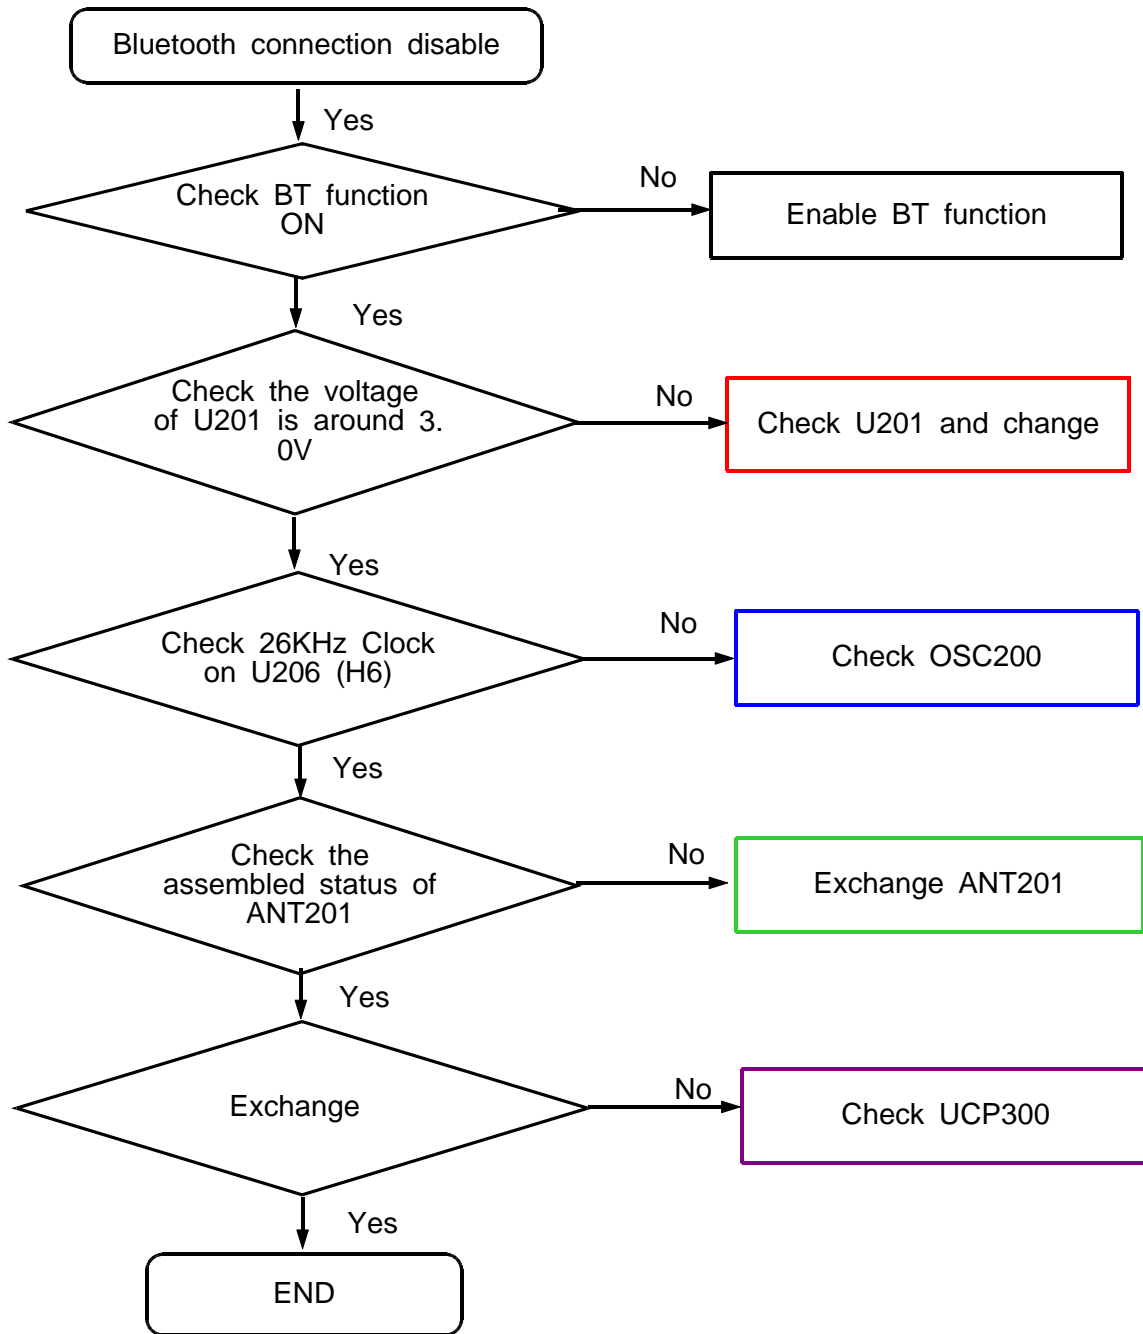 Bluetooth connection disable
Yes
Check BT function
ON
No
Enable BT function
Yes
Check the voltage
of U201 is around 3.
0V
No
Check U201 and change
Yes
Check 26KHz Clock
on U206 (H6)
No
Check OSC200
Yes
Check the
assembled status of
ANT201
No
Exchange ANT201
Yes
Exchange
No
Check UCP300
Yes
END